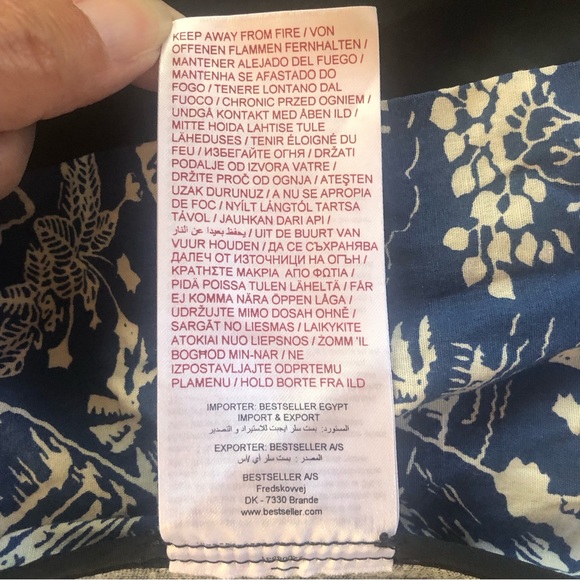 KEEP AWAY FROM FIRE / VON
OFFENEN FLAMMEN FERNHALTEN /
MANTENER ALEJADO DEL FUEGO /
MANTENHA SE AFASTADO DO
FOGO / TENERE LONTANO DAL
FUOCO / CHRONIC PRZED OGNIEM /
UNDGÅ KONTAKT MED ÅBEN ILD /
MITTE HOIDA LAHTISE TULE
LÄHEDUSES / TENIR ÉLOIGNÉ DU
FEU / ИЗБЕГАЙТЕ ОГНЯ / DRŽATI
PODALJE OD IZVORA VATRE /
DRŽITE PROČ OD OGNJA / ATEŞTEN
UZAK DURUNUZ / A NU SE APROPIA
DE FOC / NYÍLT LÁNGTÓL TARTSA
TÁVOL / JAUHKAN DARI API /
يحفظ بعيدا عن النار / UIT DE BUURT VAN
VUUR HOUDEN / ДА СЕ СЪХРАНЯВА
ДАЛЕЧ ОТ ИЗТОЧНИЦИ НА ОГЪН /
ΚΡΑΤΗΣΤΕ ΜΑΚΡΙΑ ΑΠΟ ΦΩΤΙΑ /
PIDÄ POISSA TULEN LÄHELTÄ / FÅR
EJ KOMMA NÄRA ÖPPEN LÅGA /
UDRŽUJTE MIMO DOSAH OHNĚ /
SARGĀT NO LIESMAS / LAIKYKITE
ATOKIAI NUO LIEPSNOS / ŻOMM 'IL
BOGĦOD MIN-NAR / NE
IZPOSTAVLJAJTE ODPRTEMU
PLAMENU / HOLD BORTE FRA ILD
IMPORTER: BESTSELLER EGYPT
IMPORT & EXPORT
المستورد: بست سلر ايجبت للاستيراد و التصدير
EXPORTER: BESTSELLER A/S
المصدر : بست سلر أي/أس
BESTSELLER A/S
Fredskovvej
DK - 7330 Brande
www.bestseller.com